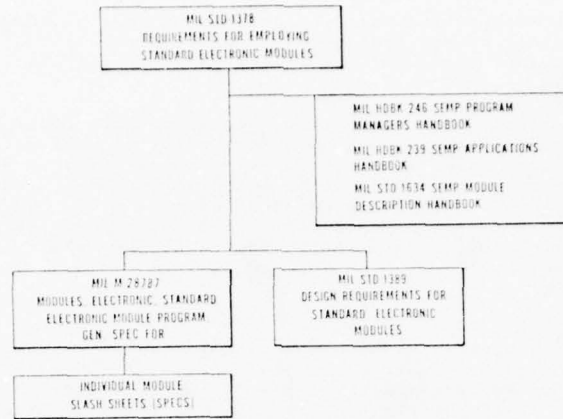 MIL STD 1378
REQUIREMENTS FOR EMPLOYING
STANDARD ELECTRONIC MODULES
MIL HDBK 246 SEMP PROGRAM
MANAGERS HANDBOOK
MIL HDBK 239 SEMP APPLICATIONS
HANDBOOK
MIL STD 1634 SEMP MODULE
DESCRIPTION HANDBOOK
MIL M 28787
MODULES, ELECTRONIC, STANDARD
ELECTRONIC MODULE PROGRAM
GEN. SPEC FOR
MIL STD 1389
DESIGN REQUIREMENTS FOR
STANDARD ELECTRONIC
MODULES
INDIVIDUAL MODULE
SLASH SHEETS (SPECS)